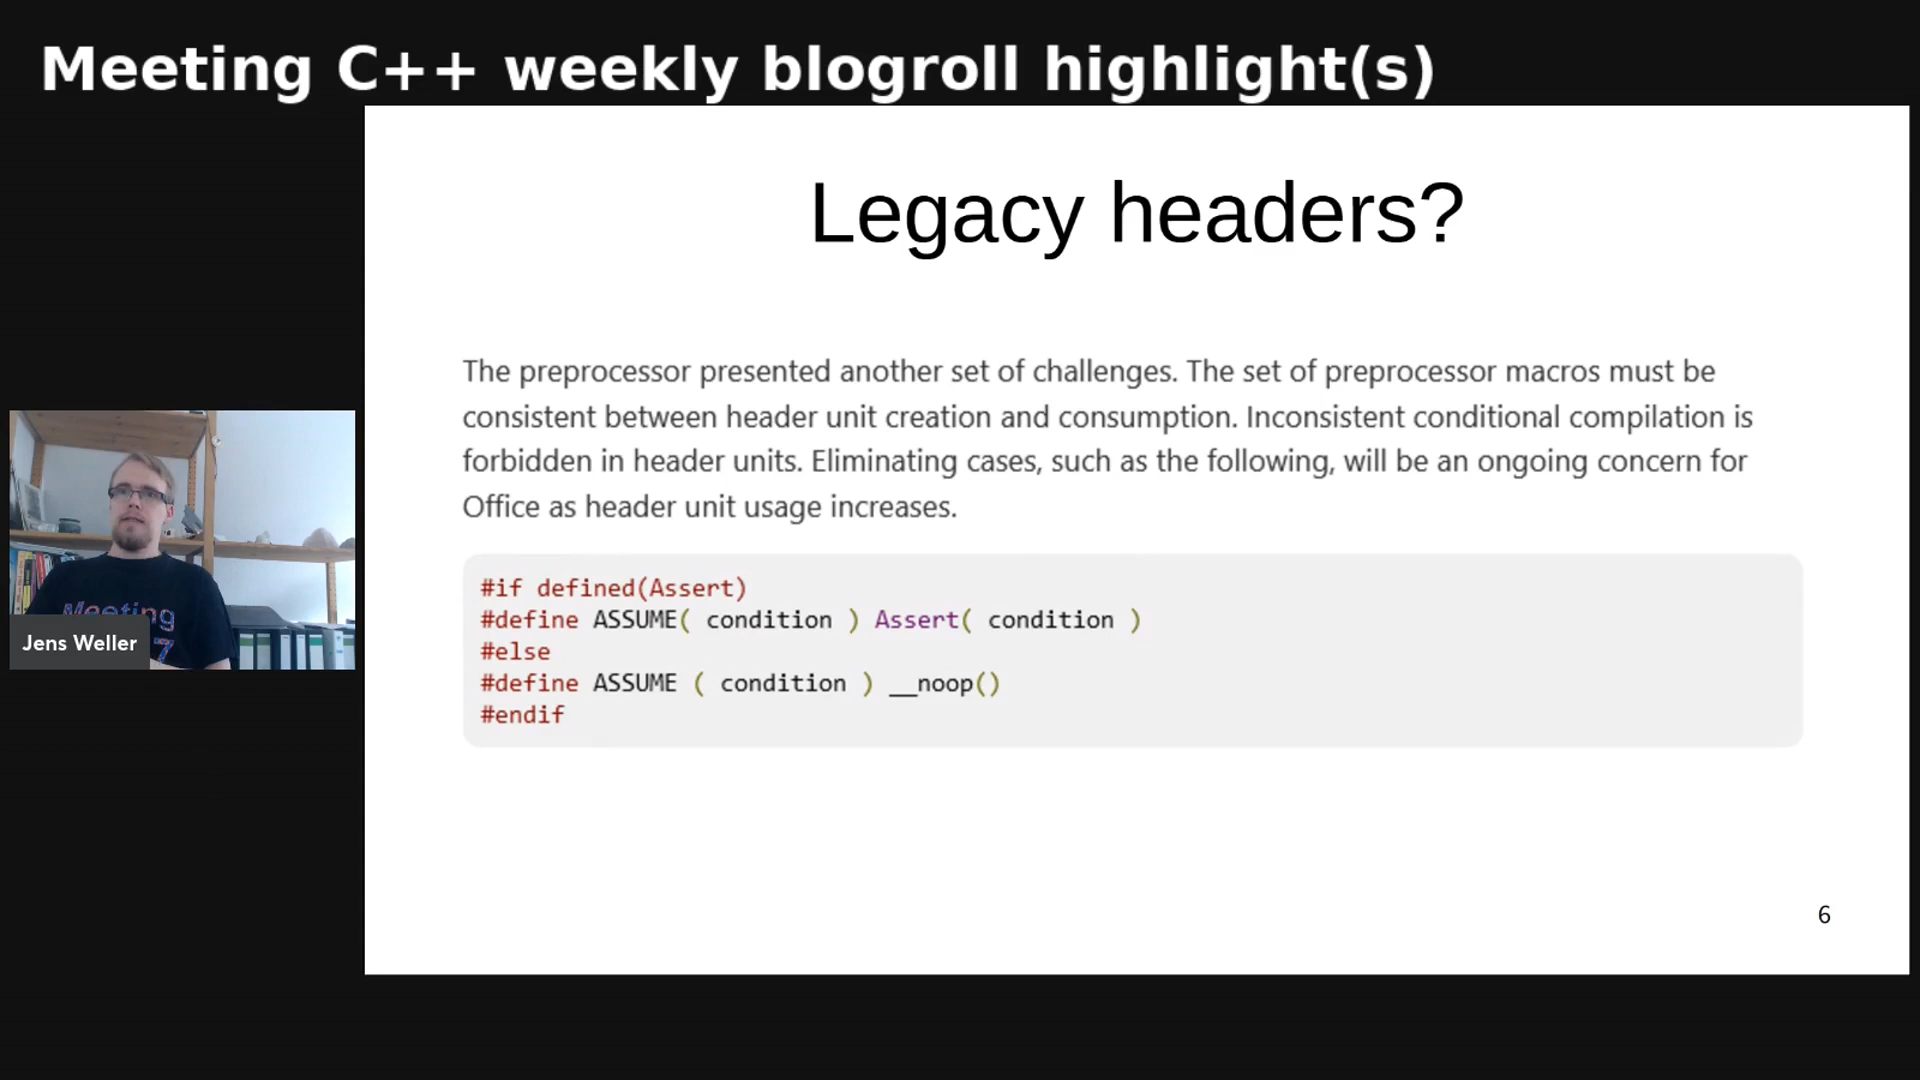 Meeting C++ weekly blogroll highlight(s)
Legacy headers?
The preprocessor presented another set of challenges. The set of preprocessor macros must be
consistent between header unit creation and consumption. Inconsistent conditional compilation is
forbidden in header units. Eliminating cases, such as the following, will be an ongoing concern for
Office as header unit usage increases.
#if defined(Assert)
#define ASSUME( condition ) Assert( condition )
#else
#define ASSUME ( condition ) __noop()
#endif
6
Meeting
7
Jens Weller